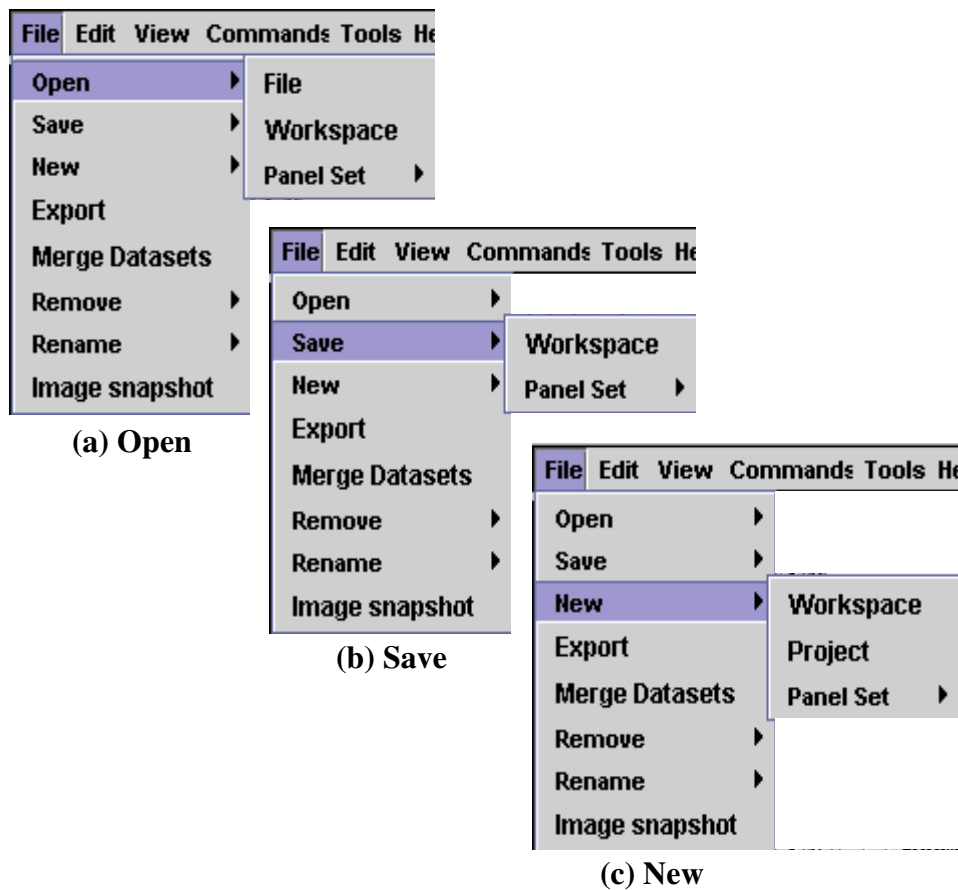 File Edit View Commands Tools He
Open
File
Save
Workspace
New
Panel Set
Export
Merge Datasets
Remove
Rename
Image snapshot
(a) Open
File Edit View Commands Tools He
Open
Save
Workspace
New
Panel Set
Export
Merge Datasets
Remove
Rename
Image snapshot
(b) Save
File Edit View Commands Tools He
Open
Save
New
Workspace
Export
Project
Merge Datasets
Panel Set
Remove
Rename
Image snapshot
(c) New